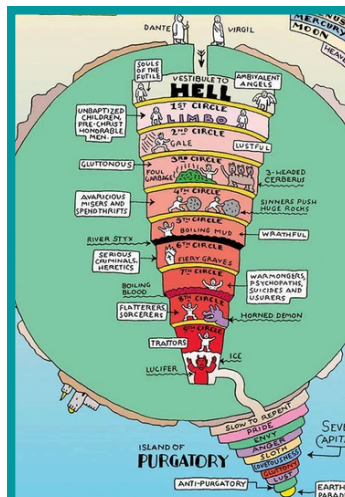 DANTE
VIRGIL
MERCURY
MOON
SOULS
OF THE
FUTILE
VESTIBULE TO
HELL
AMBIVALENT
ANGELS
UNBAPTIZED
CHILDREN,
PRE-CHRIST
HONORABLE
MEN.
1ST CIRCLE
LIMBO
2ND CIRCLE
GALE
LUSTFUL
GLUTTONOUS
3RD CIRCLE
FOUL
GARBAGE
3-HEADED
CERBERUS
AVARICIOUS
MISERS AND
SPENDTHRIFTS
4TH CIRCLE
SINNERS PUSH
HUGE ROCKS
5TH CIRCLE
BOILING MUD
WRATHFUL
RIVER STYX
6TH CIRCLE
FIERY GRAVES
SERIOUS
CRIMINALS,
HERETICS
7TH CIRCLE
WARMONGERS,
PSYCHOPATHS,
SUICIDES AND
USURERS
BOILING
BLOOD
8TH CIRCLE
FLATTERERS,
SORCERERS
HORNED DEMON
9TH CIRCLE
TRAITORS
ICE
LUCIFER
SLOW TO REPENT
PRIDE
ENVY
ANGER
SLOTH
COVETOUSNESS
GLUTTONY
LUST
ISLAND OF
PURGATORY
ANTI-PURGATORY